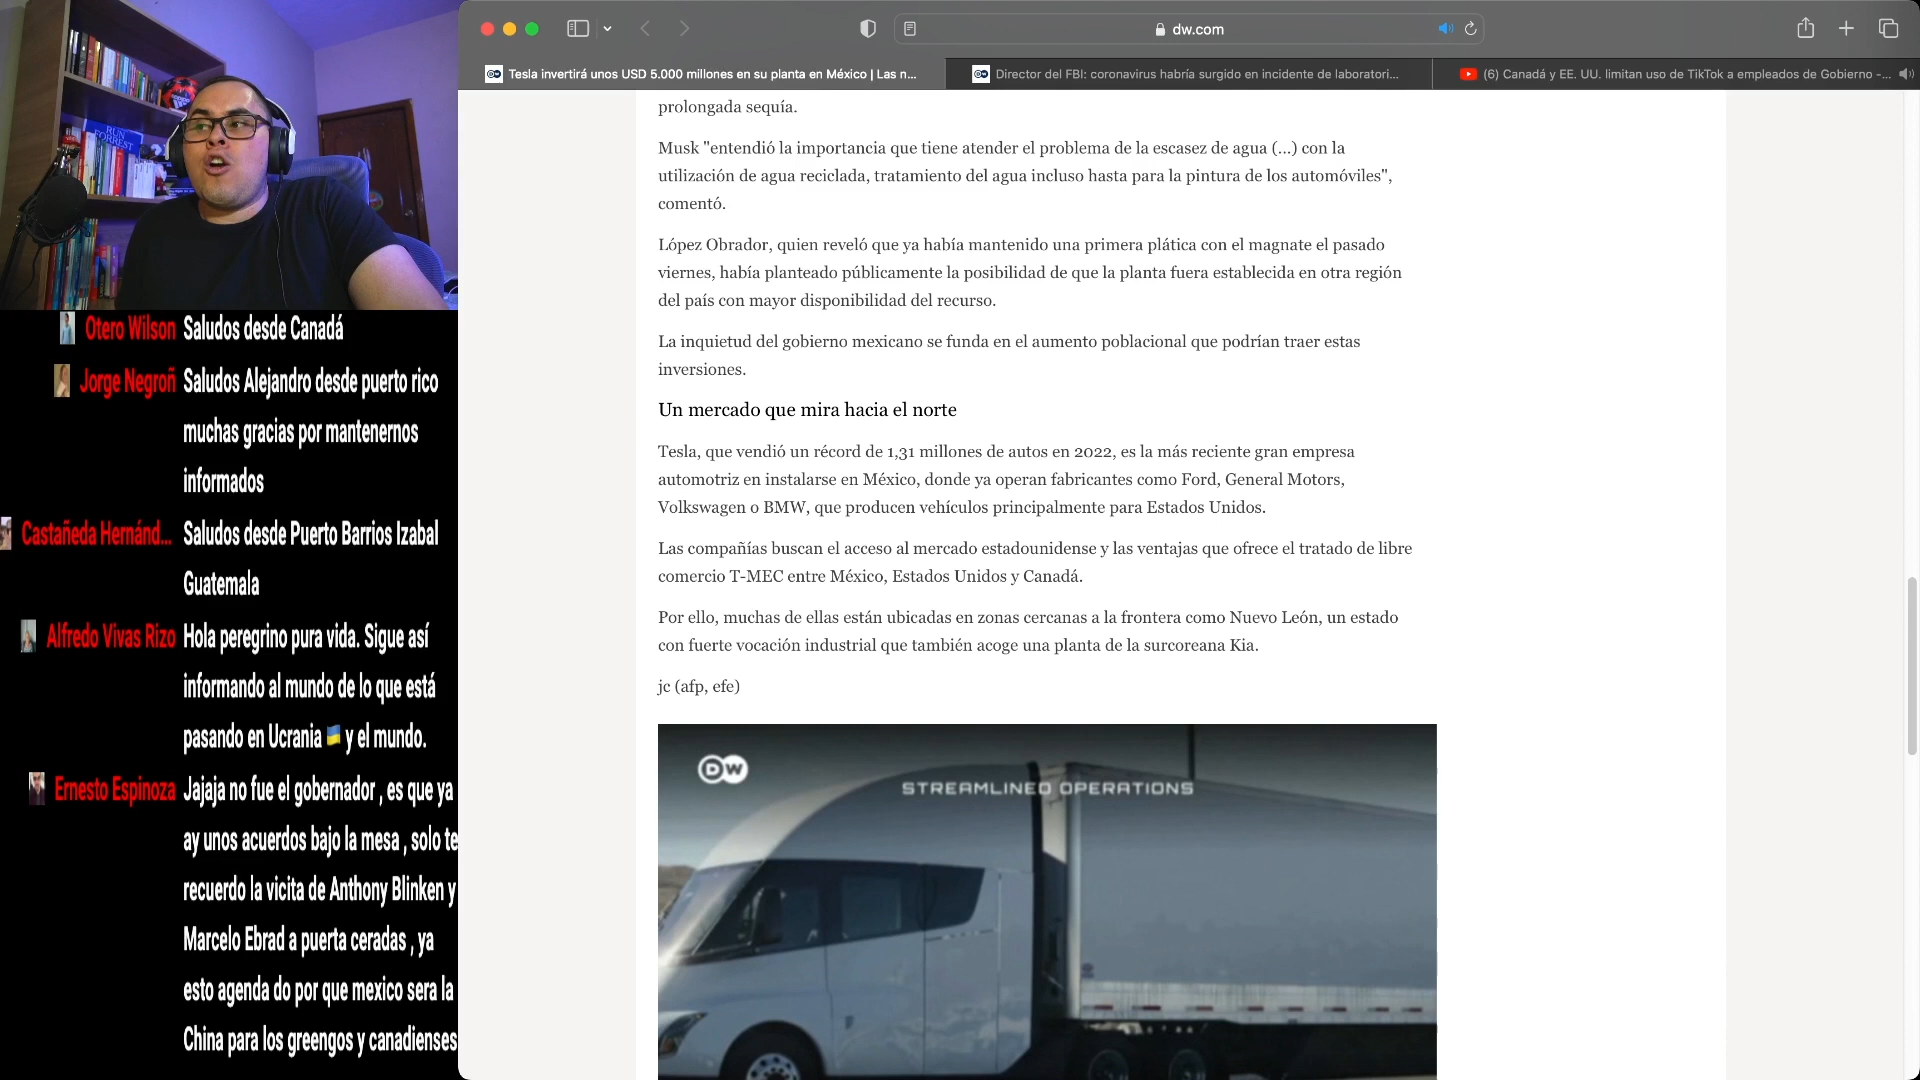 dw.com
Tesla invertirá unos USD 5.000 millones en su planta en México | Las n...
Director del FBI: coronavirus habría surgido en incidente de laboratori...
(6) Canadá y EE. UU. limitan uso de TikTok a empleados de Gobierno -...
RUN
FORREST
Otero Wilson Saludos desde Canadá
Jorge Negroñ Saludos Alejandro desde puerto rico
muchas gracias por mantenernos
informados
Castañeda Hernánd... Saludos desde Puerto Barrios Izabal
Guatemala
Alfredo Vivas Rizo Hola peregrino pura vida. Sigue así
informando al mundo de lo que está
pasando en Ucrania 🇺🇦 y el mundo.
Ernesto Espinoza Jajaja no fue el gobernador , es que ya
ay unos acuerdos bajo la mesa , solo te
recuerdo la vicita de Anthony Blinken y
Marcelo Ebrad a puerta ceradas , ya
esto agenda do por que mexico sera la
China para los greengos y canadienses
prolongada sequía.
Musk "entendió la importancia que tiene atender el problema de la escasez de agua (...) con la
utilización de agua reciclada, tratamiento del agua incluso hasta para la pintura de los automóviles",
comentó.
López Obrador, quien reveló que ya había mantenido una primera plática con el magnate el pasado
viernes, había planteado públicamente la posibilidad de que la planta fuera establecida en otra región
del país con mayor disponibilidad del recurso.
La inquietud del gobierno mexicano se funda en el aumento poblacional que podrían traer estas
inversiones.
Un mercado que mira hacia el norte
Tesla, que vendió un récord de 1,31 millones de autos en 2022, es la más reciente gran empresa
automotriz en instalarse en México, donde ya operan fabricantes como Ford, General Motors,
Volkswagen o BMW, que producen vehículos principalmente para Estados Unidos.
Las compañías buscan el acceso al mercado estadounidense y las ventajas que ofrece el tratado de libre
comercio T-MEC entre México, Estados Unidos y Canadá.
Por ello, muchas de ellas están ubicadas en zonas cercanas a la frontera como Nuevo León, un estado
con fuerte vocación industrial que también acoge una planta de la surcoreana Kia.
jc (afp, efe)
DW
STREAMLINED OPERATIONS